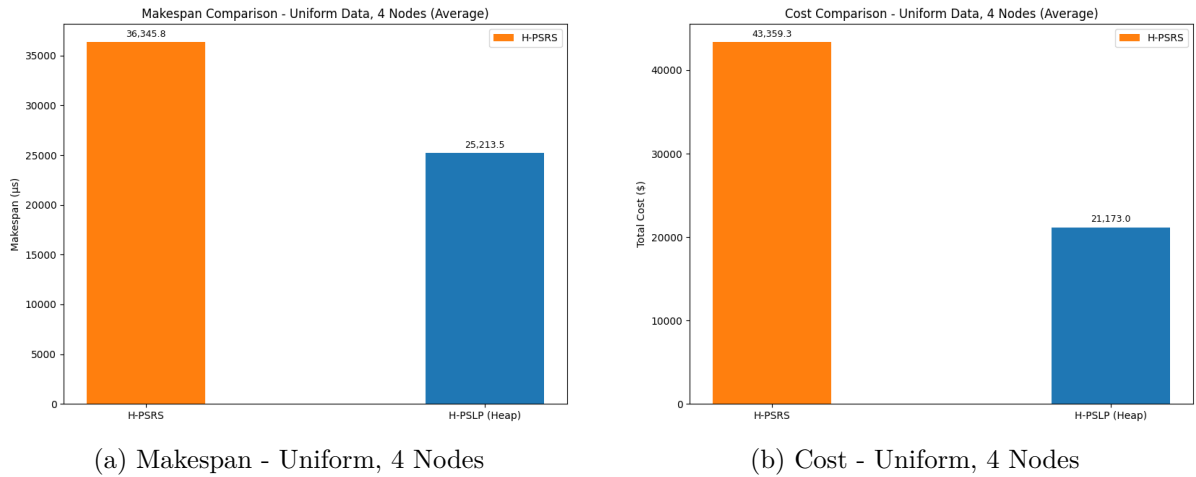 Makespan Comparison - Uniform Data, 4 Nodes (Average)
36,345.8
H-PSRS
35000
30000
25,213.5
25000
20000
15000
10000
5000
0
Makespan (µs)
H-PSRS
H-PSLP (Heap)
(a) Makespan - Uniform, 4 Nodes
Cost Comparison - Uniform Data, 4 Nodes (Average)
43,359.3
H-PSRS
40000
30000
21,173.0
20000
10000
0
Total Cost ($)
H-PSRS
H-PSLP (Heap)
(b) Cost - Uniform, 4 Nodes